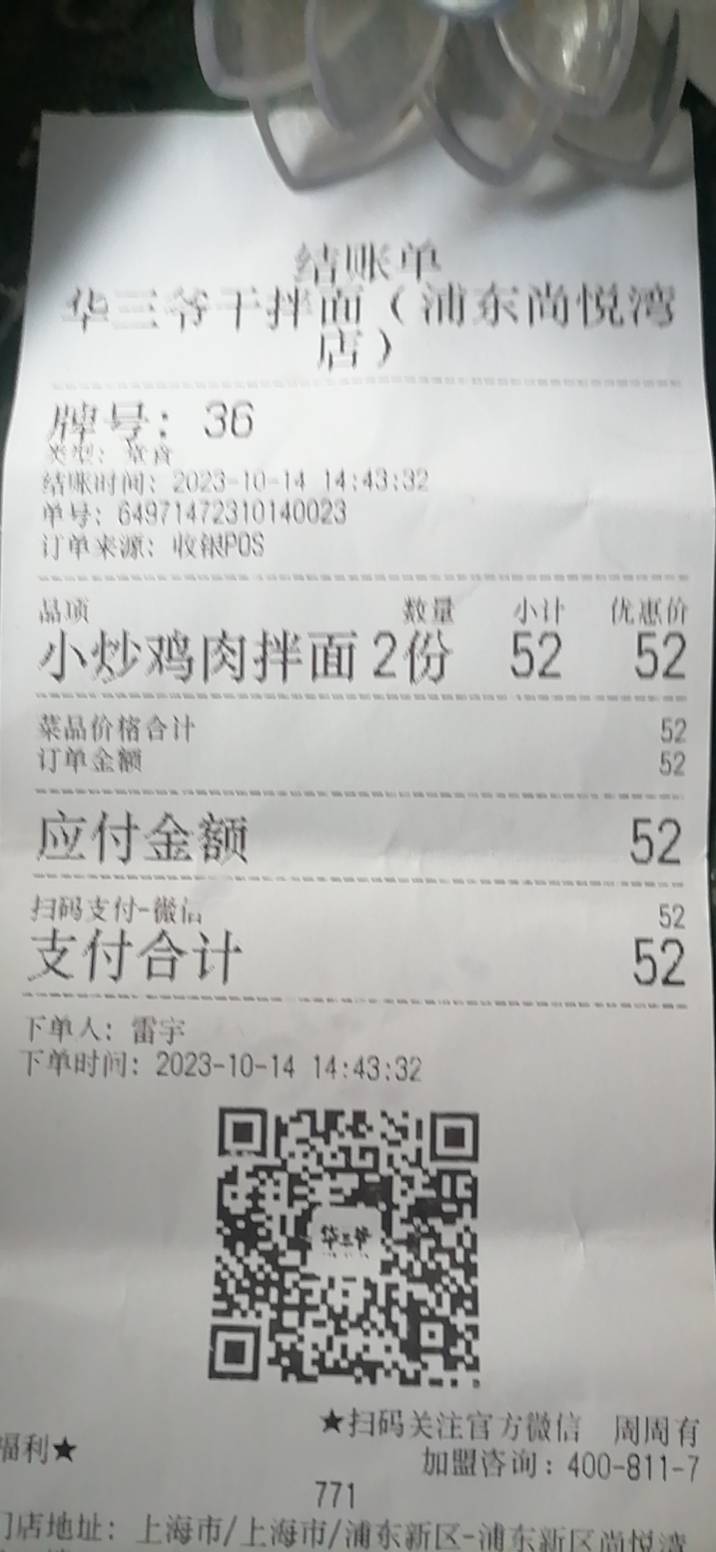 结账单
华三爷干拌面（浦东尚悦湾
店）
牌号：36
类型：堂食
结账时间：2023-10-14 14:43:32
单号：64971472310140023
订单来源：收银POS
品项 数量 小计 优惠价
小炒鸡肉拌面 2份 52 52
菜品价格合计 52
订单金额 52
应付金额 52
扫码支付-微信 52
支付合计 52
下单人：雷宇
下单时间：2023-10-14 14:43:32
华三爷
★扫码关注官方微信 周周有
福利★
加盟咨询：400-811-7
771
门店地址：上海市/上海市/浦东新区-浦东新区尚悦湾